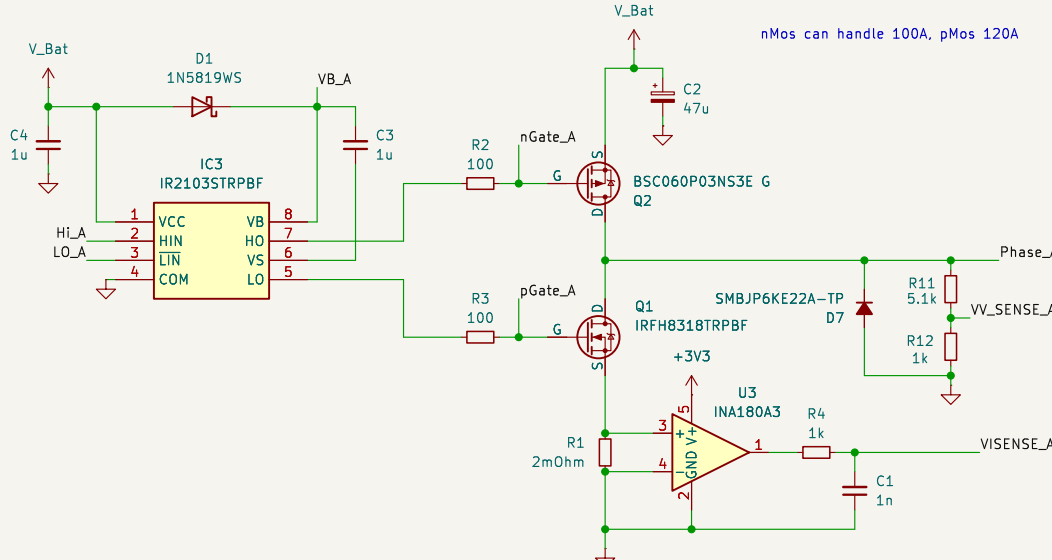 V_Bat
nMos can handle 100A, pMos 120A
V_Bat
D1
1N5819WS
VB_A
C2
47u
C4
1u
C3
1u
nGate_A
R2
100
S
G
D
BSC060P03NS3E G
Q2
IC3
IR2103STRPBF
1
VCC
VB
8
Hi_A
2
HIN
HO
7
LO_A
3
LIN
VS
6
4
COM
LO
5
Phase_A
R11
5.1k
VV_SENSE_A
R12
1k
SMBJP6KE22A-TP
D7
pGate_A
R3
100
D
G
S
Q1
IRFH8318TRPBF
+3V3
U3
INA180A3
5
3
+
V+
1
4
-
GND
2
R1
2mOhm
R4
1k
VISENSE_A
C1
1n